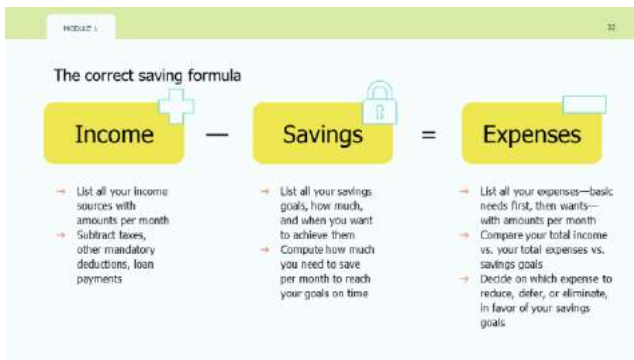 MODULE 1
32
The correct saving formula
Income — Savings = Expenses
→ List all your income
sources with
amounts per month
→ Subtract taxes,
other mandatory
deductions, loan
payments
→ List all your savings
goals, how much,
and when you want
to achieve them
→ Compute how much
you need to save
per month to reach
your goals on time
→ List all your expenses—basic
needs first, then wants—
with amounts per month
→ Compare your total income
vs. your total expenses vs.
savings goals
→ Decide on which expense to
reduce, defer, or eliminate,
in favor of your savings
goals